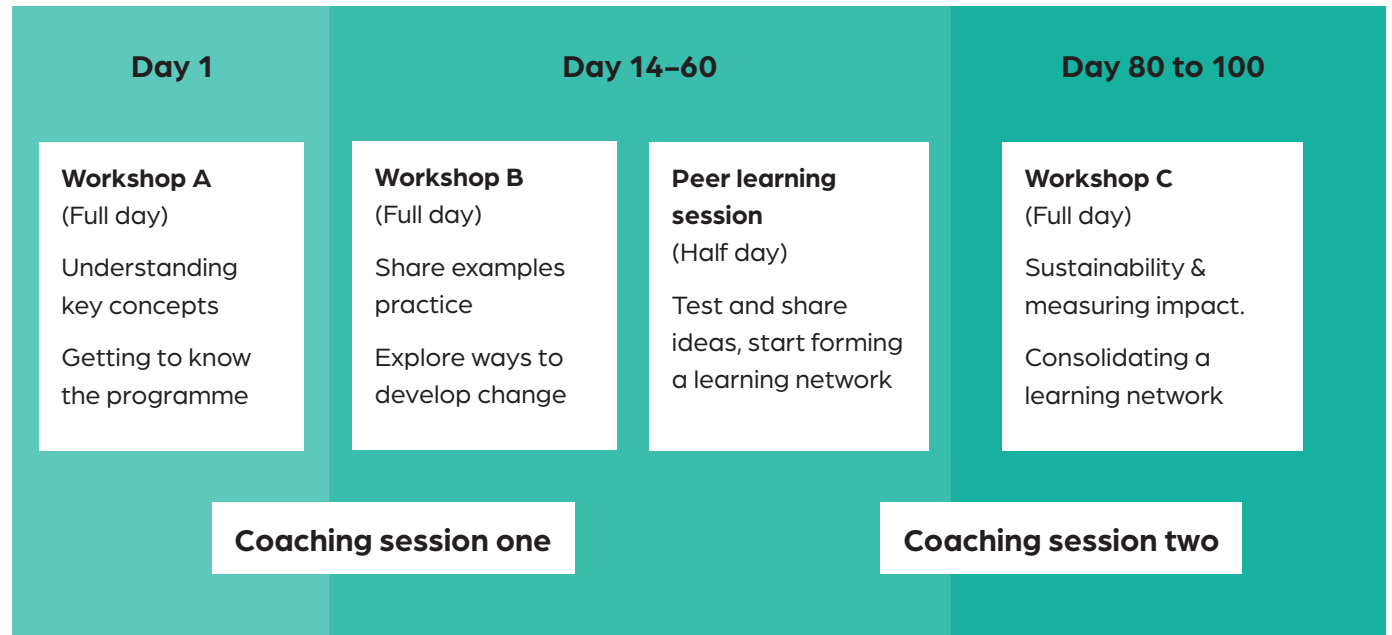 Day 1
Day 14–60
Day 80 to 100
Workshop A
(Full day)
Understanding
key concepts
Getting to know
the programme
Workshop B
(Full day)
Share examples
practice
Explore ways to
develop change
Peer learning
session
(Half day)
Test and share
ideas, start forming
a learning network
Workshop C
(Full day)
Sustainability &
measuring impact.
Consolidating a
learning network
Coaching session one
Coaching session two